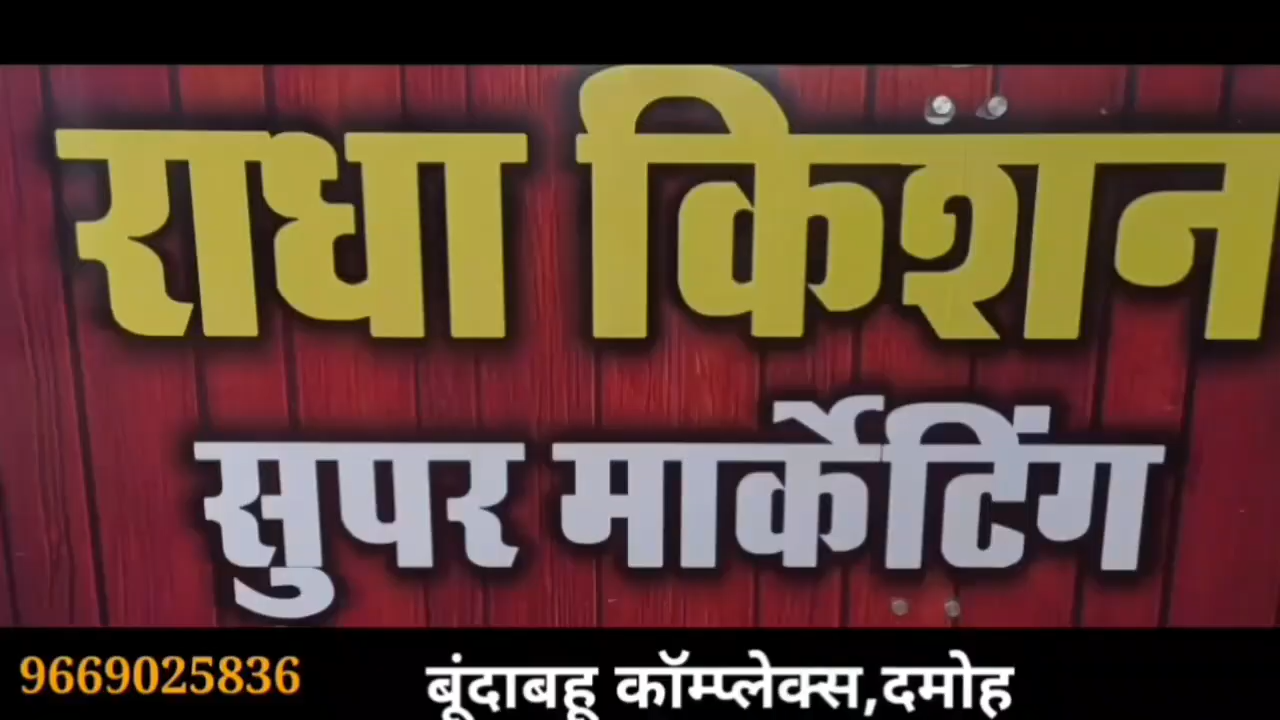 राधा किशन
सुपर मार्केटिंग
9669025836 बूंदाबहू कॉम्प्लेक्स,दमोह